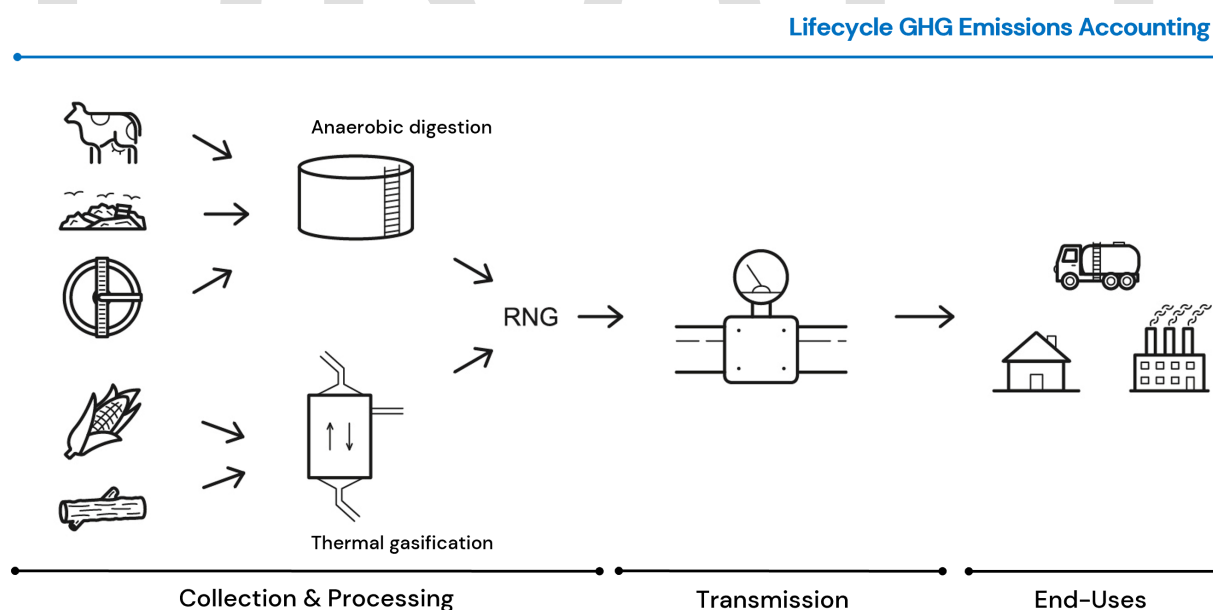 Lifecycle GHG Emissions Accounting
Anaerobic digestion
RNG
Thermal gasification
Collection & Processing
Transmission
End-Uses